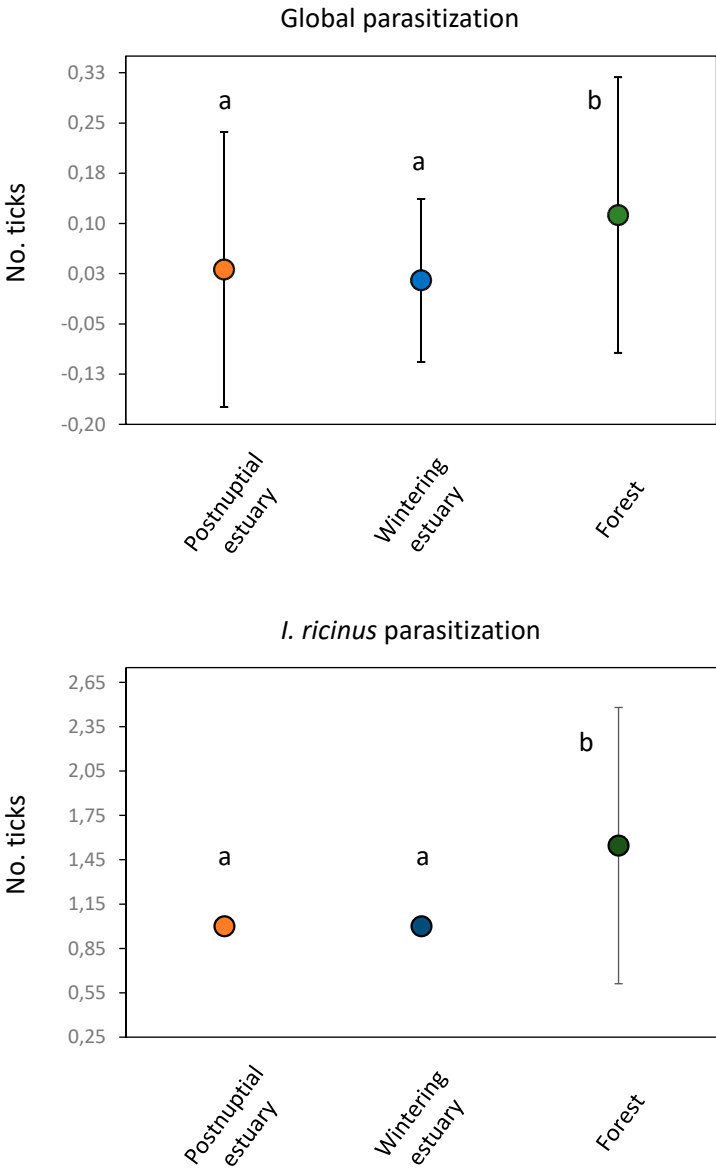 Global parasitization
No. ticks
0,33
0,25
0,18
0,10
0,03
-0,05
-0,13
-0,20
a
a
b
Postnuptial
estuary
Wintering
estuary
Forest
I. ricinus parasitization
No. ticks
2,65
2,35
2,05
1,75
1,45
1,15
0,85
0,55
0,25
a
a
b
Postnuptial
estuary
Wintering
estuary
Forest